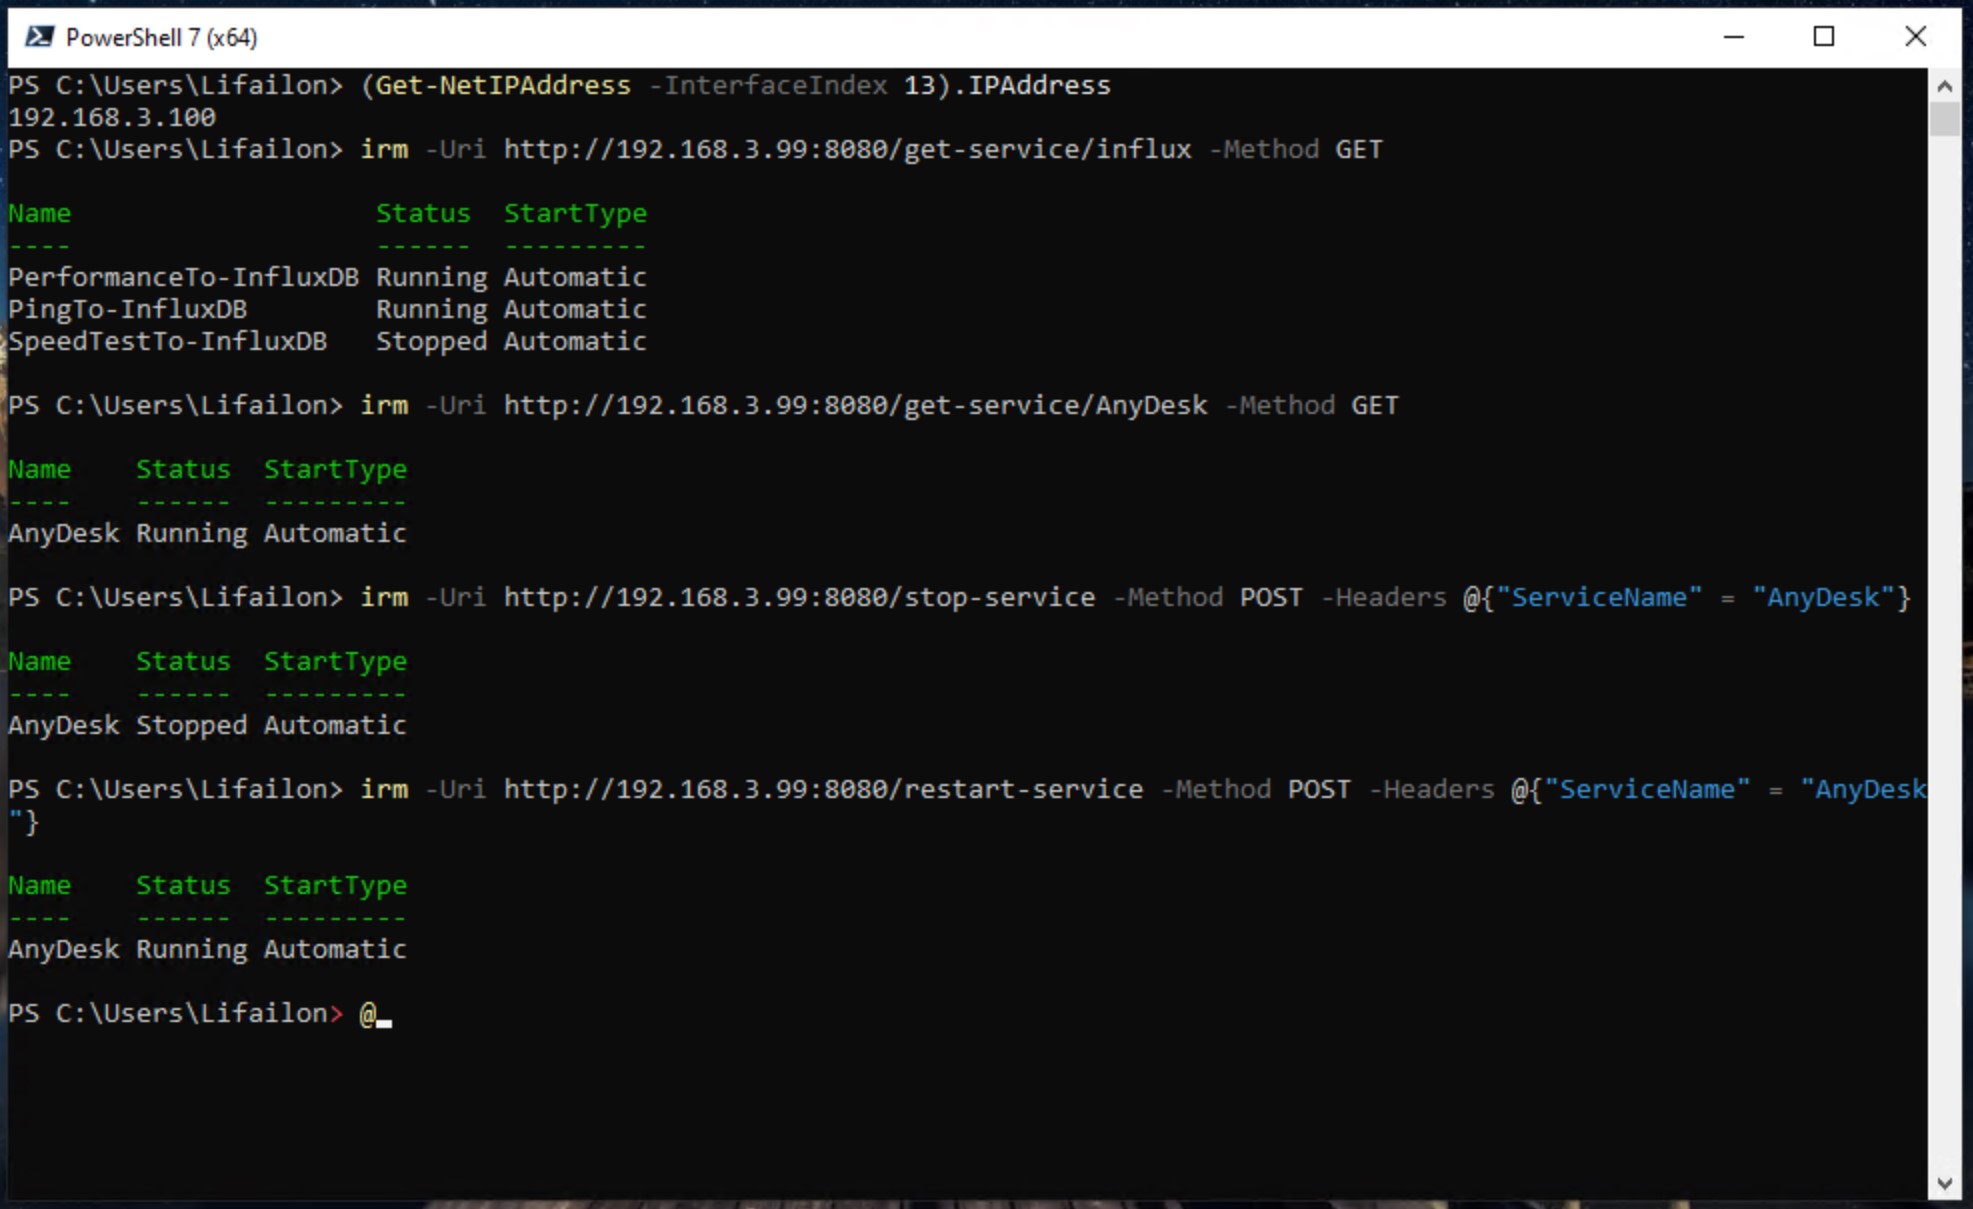 PowerShell 7 (x64)
PS C:\Users\Lifailon> (Get-NetIPAddress -InterfaceIndex 13).IPAddress
192.168.3.100
PS C:\Users\Lifailon> irm -Uri http://192.168.3.99:8080/get-service/influx -Method GET
Name                   Status  StartType
----                   ------  ---------
PerformanceTo-InfluxDB Running Automatic
PingTo-InfluxDB        Running Automatic
SpeedTestTo-InfluxDB   Stopped Automatic
PS C:\Users\Lifailon> irm -Uri http://192.168.3.99:8080/get-service/AnyDesk -Method GET
Name    Status  StartType
----    ------  ---------
AnyDesk Running Automatic
PS C:\Users\Lifailon> irm -Uri http://192.168.3.99:8080/stop-service -Method POST -Headers @{"ServiceName" = "AnyDesk"}
Name    Status  StartType
----    ------  ---------
AnyDesk Stopped Automatic
PS C:\Users\Lifailon> irm -Uri http://192.168.3.99:8080/restart-service -Method POST -Headers @{"ServiceName" = "AnyDesk
"}
Name    Status  StartType
----    ------  ---------
AnyDesk Running Automatic
PS C:\Users\Lifailon> @